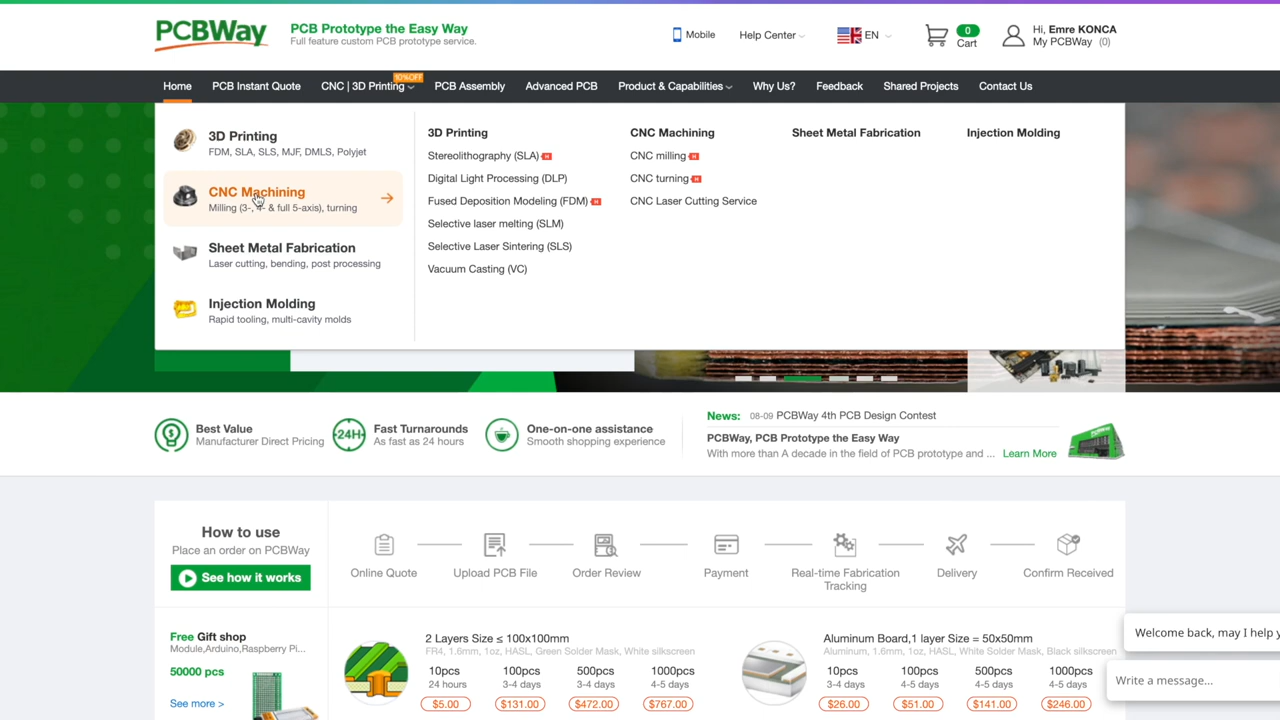 PCBWay
PCB Prototype the Easy Way
Full feature custom PCB prototype service.
Mobile
Help Center
EN
0
Cart
Hi, Emre KONCA
My PCBWay (0)
Home
PCB Instant Quote
CNC | 3D Printing
10%OFF
PCB Assembly
Advanced PCB
Product & Capabilities
Why Us?
Feedback
Shared Projects
Contact Us
3D Printing
FDM, SLA, SLS, MJF, DMLS, Polyjet
CNC Machining
Milling (3-, 4- & full 5-axis), turning
Sheet Metal Fabrication
Laser cutting, bending, post processing
Injection Molding
Rapid tooling, multi-cavity molds
3D Printing
Stereolithography (SLA) H
Digital Light Processing (DLP)
Fused Deposition Modeling (FDM) H
Selective laser melting (SLM)
Selective Laser Sintering (SLS)
Vacuum Casting (VC)
CNC Machining
CNC milling H
CNC turning H
CNC Laser Cutting Service
Sheet Metal Fabrication
Injection Molding
Best Value
Manufacturer Direct Pricing
24H
Fast Turnarounds
As fast as 24 hours
One-on-one assistance
Smooth shopping experience
News: 08-09 PCBWay 4th PCB Design Contest
PCBWay, PCB Prototype the Easy Way
With more than A decade in the field of PCB prototype and ... Learn More
How to use
Place an order on PCBWay
See how it works
Online Quote
Upload PCB File
Order Review
Payment
Real-time Fabrication
Tracking
Delivery
Confirm Received
Free Gift shop
Module,Arduino,Raspberry Pi...
50000 pcs
See more >
2 Layers Size ≤ 100x100mm
FR4, 1.6mm, 1oz, HASL, Green Solder Mask, White silkscreen
10pcs 100pcs 500pcs 1000pcs
24 hours 3-4 days 3-4 days 4-5 days
$5.00 $131.00 $472.00 $767.00
Aluminum Board,1 layer Size = 50x50mm
Aluminum, 1.6mm, 1oz, HASL, White Solder Mask, Black silkscreen
10pcs 100pcs 500pcs 1000pcs
3-4 days 4-5 days 4-5 days 4-5 days
$26.00 $51.00 $141.00 $246.00
Welcome back, may I help y
Write a message...